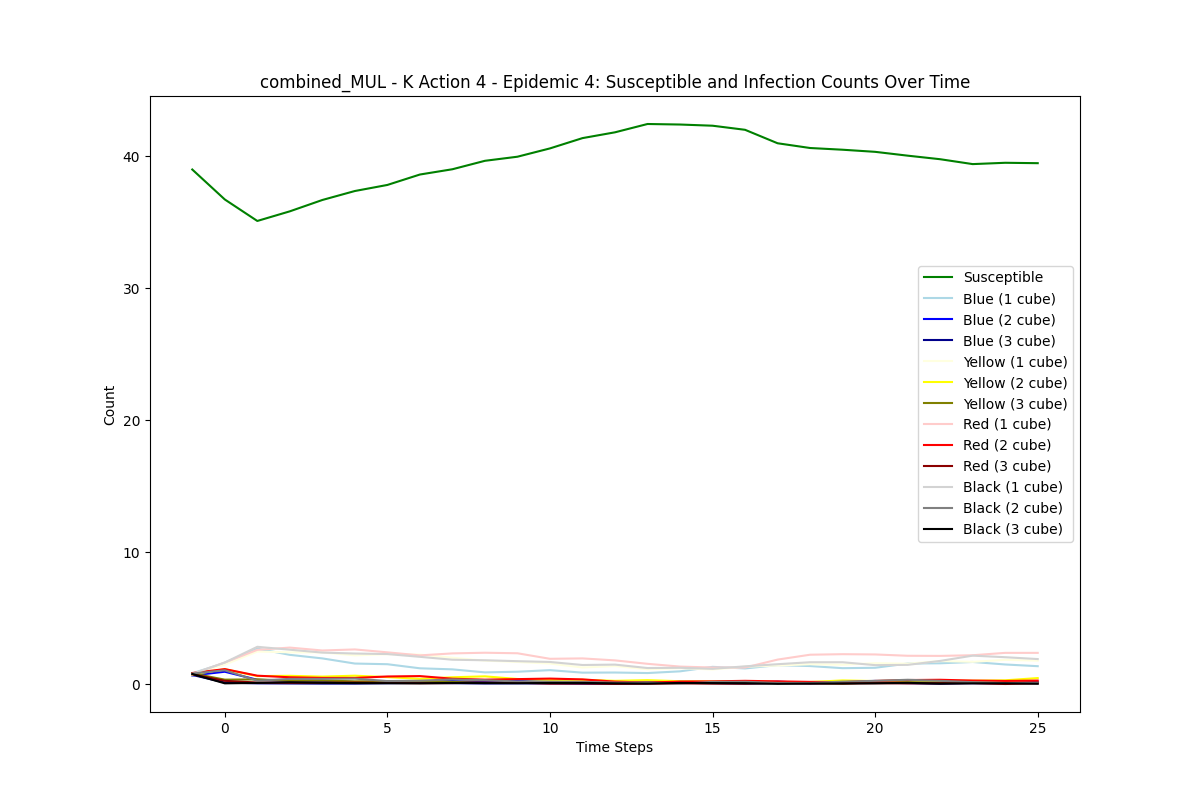 combined_MUL - K Action 4 - Epidemic 4: Susceptible and Infection Counts Over Time
40
30
20
10
0
Count
Susceptible
Blue (1 cube)
Blue (2 cube)
Blue (3 cube)
Yellow (1 cube)
Yellow (2 cube)
Yellow (3 cube)
Red (1 cube)
Red (2 cube)
Red (3 cube)
Black (1 cube)
Black (2 cube)
Black (3 cube)
0 5 10 15 20 25
Time Steps